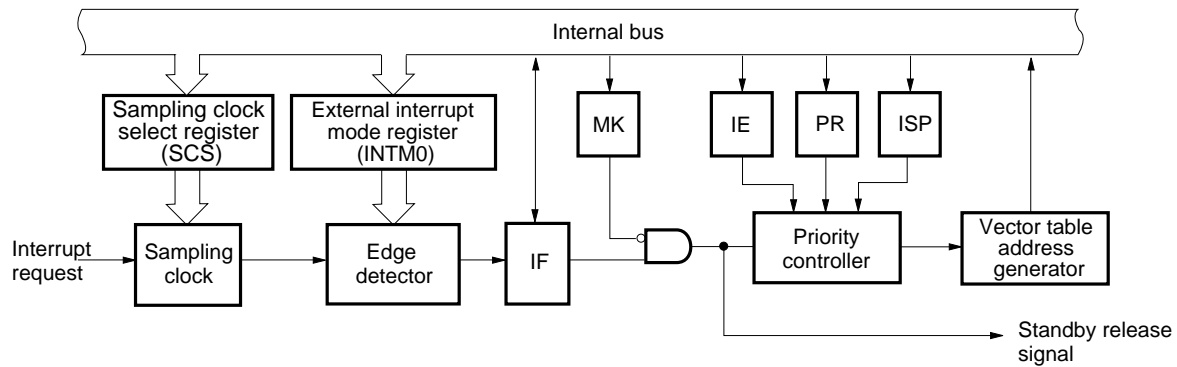 Internal bus
Sampling clock
select register
(SCS)
External interrupt
mode register
(INTM0)
MK
IE
PR
ISP
Interrupt
request
Sampling
clock
Edge
detector
IF
Priority
controller
Vector table
address
generator
Standby release
signal